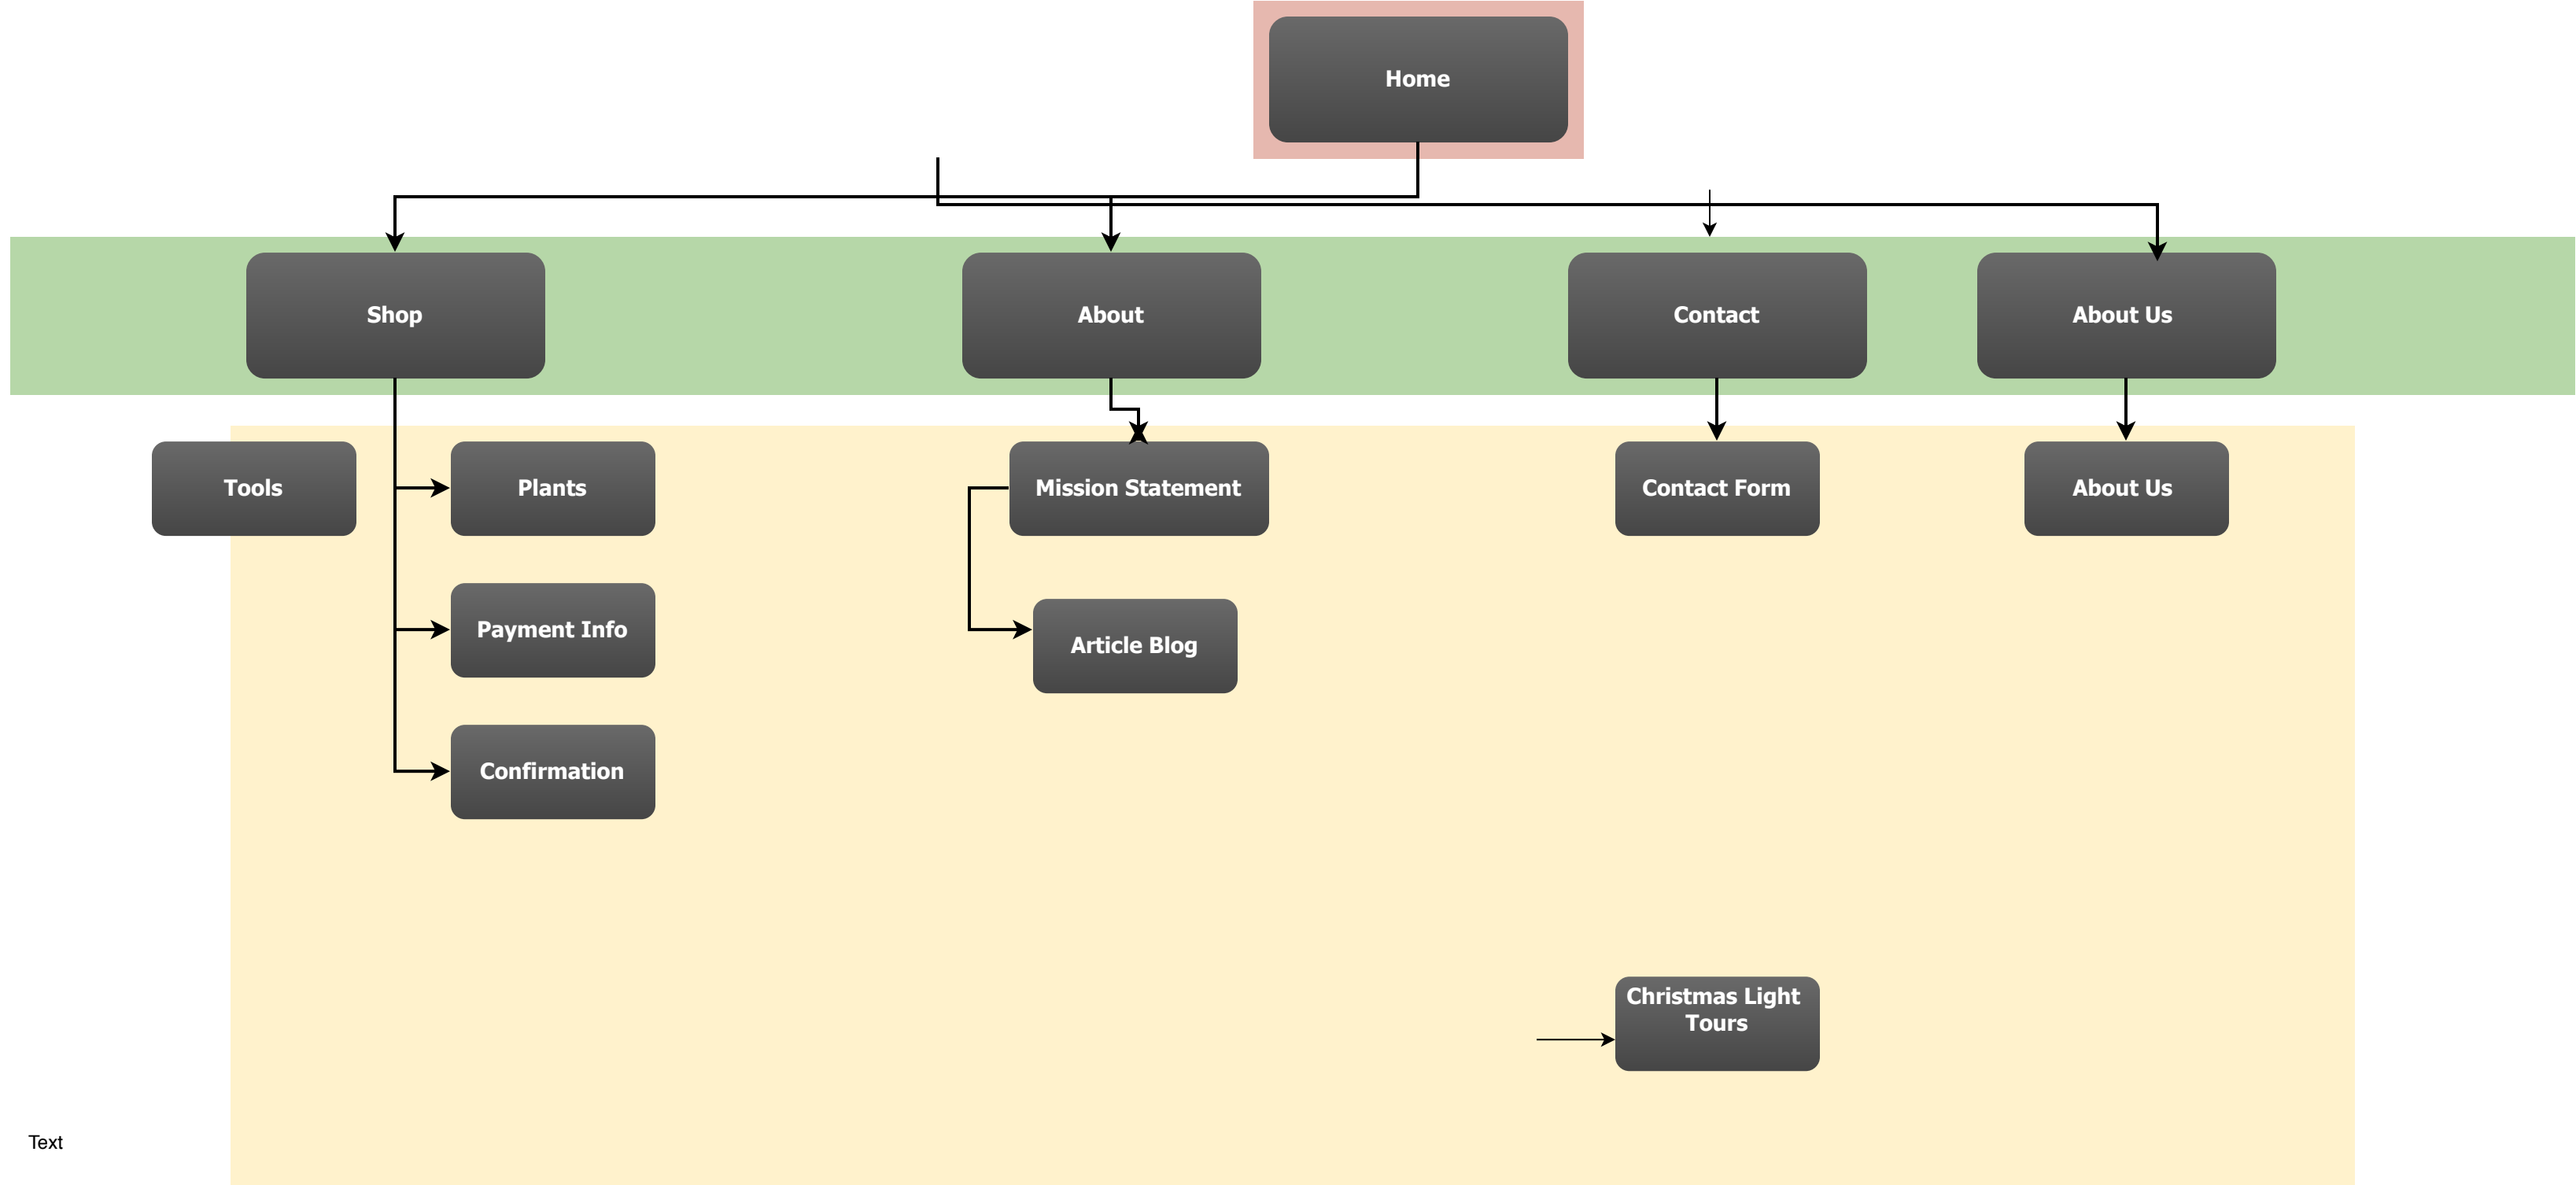 Home
Shop
About
Contact
About Us
Tools
Plants
Mission Statement
Contact Form
About Us
Payment Info
Article Blog
Confirmation
Christmas Light
Tours
Text